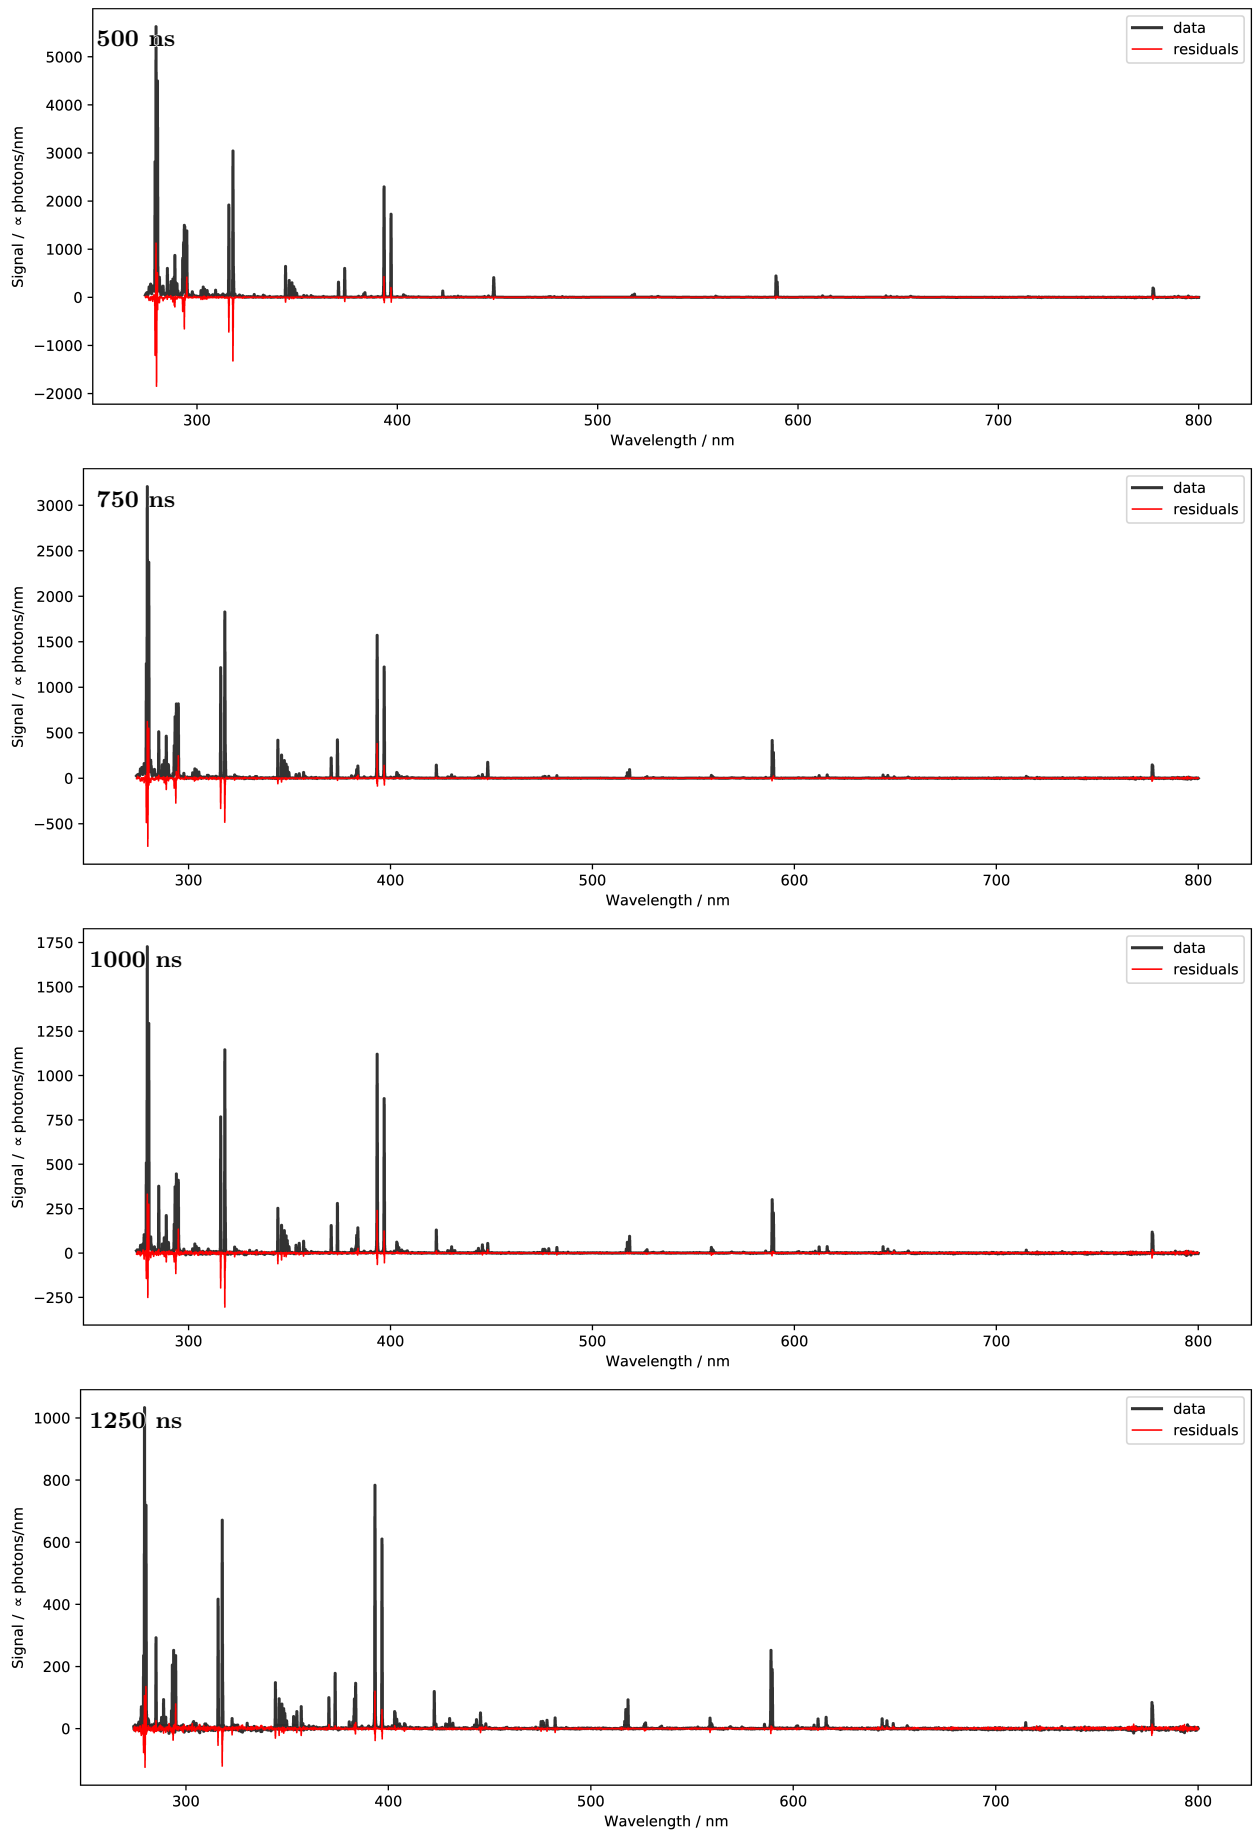 500 ns
data
residuals
5000
4000
3000
2000
1000
0
−1000
−2000
Signal / ∝ photons/nm
300 400 500 600 700 800
Wavelength / nm
750 ns
data
residuals
3000
2500
2000
1500
1000
500
0
−500
Signal / ∝ photons/nm
300 400 500 600 700 800
Wavelength / nm
1000 ns
data
residuals
1750
1500
1250
1000
750
500
250
0
−250
Signal / ∝ photons/nm
300 400 500 600 700 800
Wavelength / nm
1250 ns
data
residuals
1000
800
600
400
200
0
Signal / ∝ photons/nm
300 400 500 600 700 800
Wavelength / nm